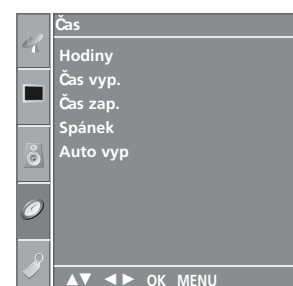 Čas
Hodiny
Čas vyp.
Čas zap.
Spánek
Auto vyp
▲▼ ◄► OK MENU